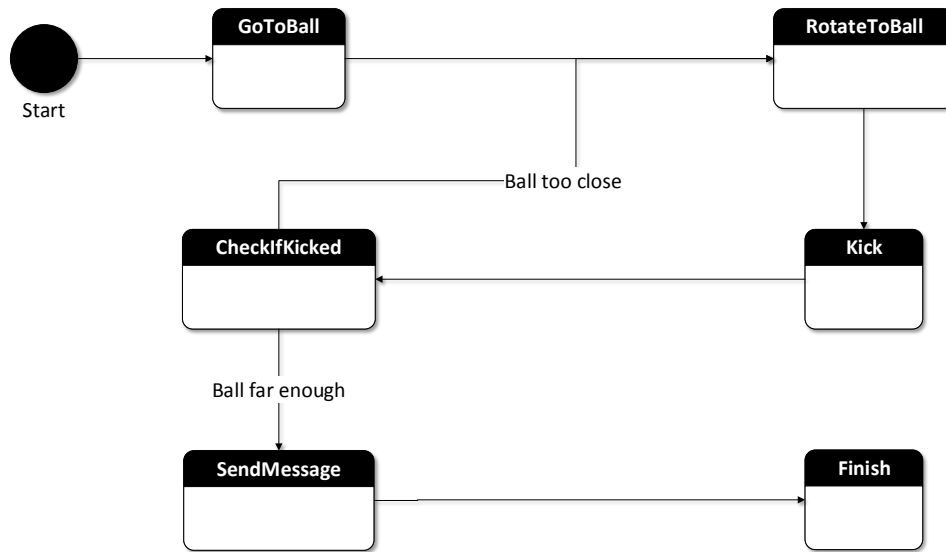 GoToBall
RotateToBall
Start
Ball too close
CheckIfKicked
Kick
Ball far enough
SendMessage
Finish